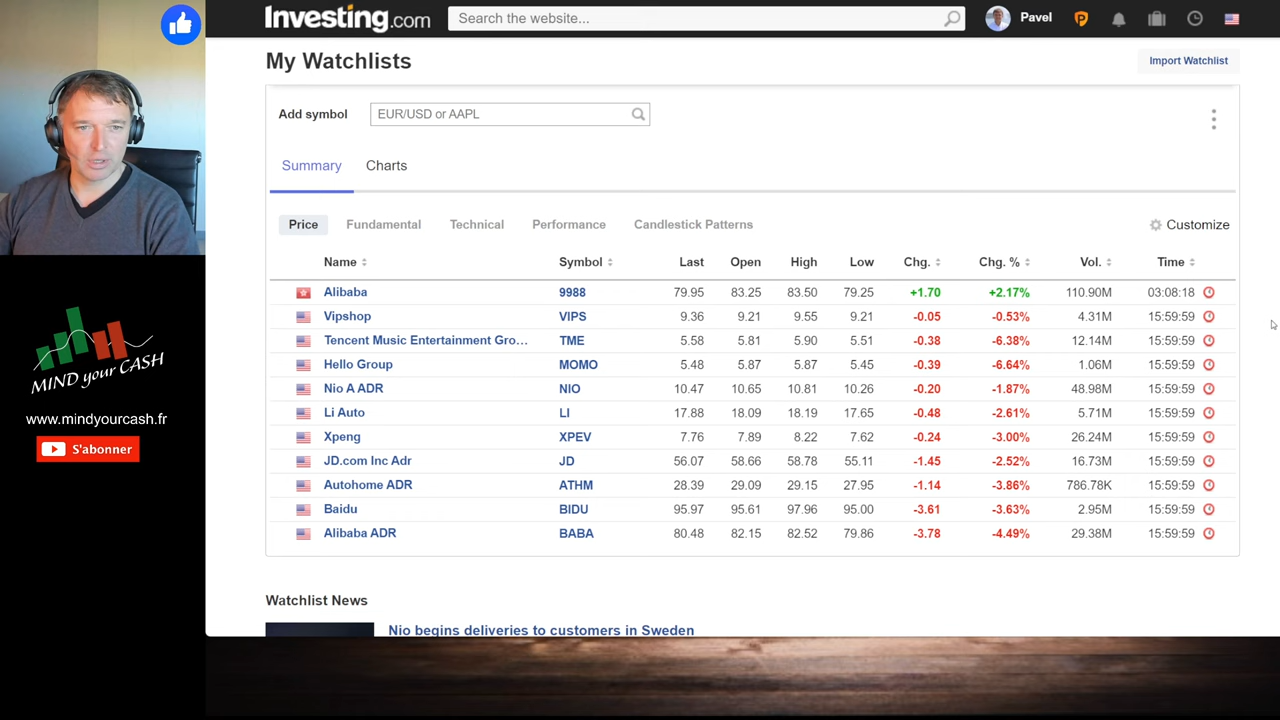 Investing.com Search the website... Pavel
My Watchlists Import Watchlist
Add symbol EUR/USD or AAPL
Summary Charts
Price Fundamental Technical Performance Candlestick Patterns Customize
Name Symbol Last Open High Low Chg. Chg. % Vol. Time
Alibaba 9988 79.95 83.25 83.50 79.25 +1.70 +2.17% 110.90M 03:08:18
Vipshop VIPS 9.36 9.21 9.55 9.21 -0.05 -0.53% 4.31M 15:59:59
Tencent Music Entertainment Gro... TME 5.58 5.81 5.90 5.51 -0.38 -6.38% 12.14M 15:59:59
Hello Group MOMO 5.48 5.87 5.87 5.45 -0.39 -6.64% 1.06M 15:59:59
Nio A ADR NIO 10.47 10.65 10.81 10.26 -0.20 -1.87% 48.98M 15:59:59
Li Auto LI 17.88 18.09 18.19 17.65 -0.48 -2.61% 5.71M 15:59:59
Xpeng XPEV 7.76 7.89 8.22 7.62 -0.24 -3.00% 26.24M 15:59:59
JD.com Inc Adr JD 56.07 58.66 58.78 55.11 -1.45 -2.52% 16.73M 15:59:59
Autohome ADR ATHM 28.39 29.09 29.15 27.95 -1.14 -3.86% 786.78K 15:59:59
Baidu BIDU 95.97 95.61 97.96 95.00 -3.61 -3.63% 2.95M 15:59:59
Alibaba ADR BABA 80.48 82.15 82.52 79.86 -3.78 -4.49% 29.38M 15:59:59
Watchlist News
Nio begins deliveries to customers in Sweden
MIND your CASH
www.mindyourcash.fr
S'abonner